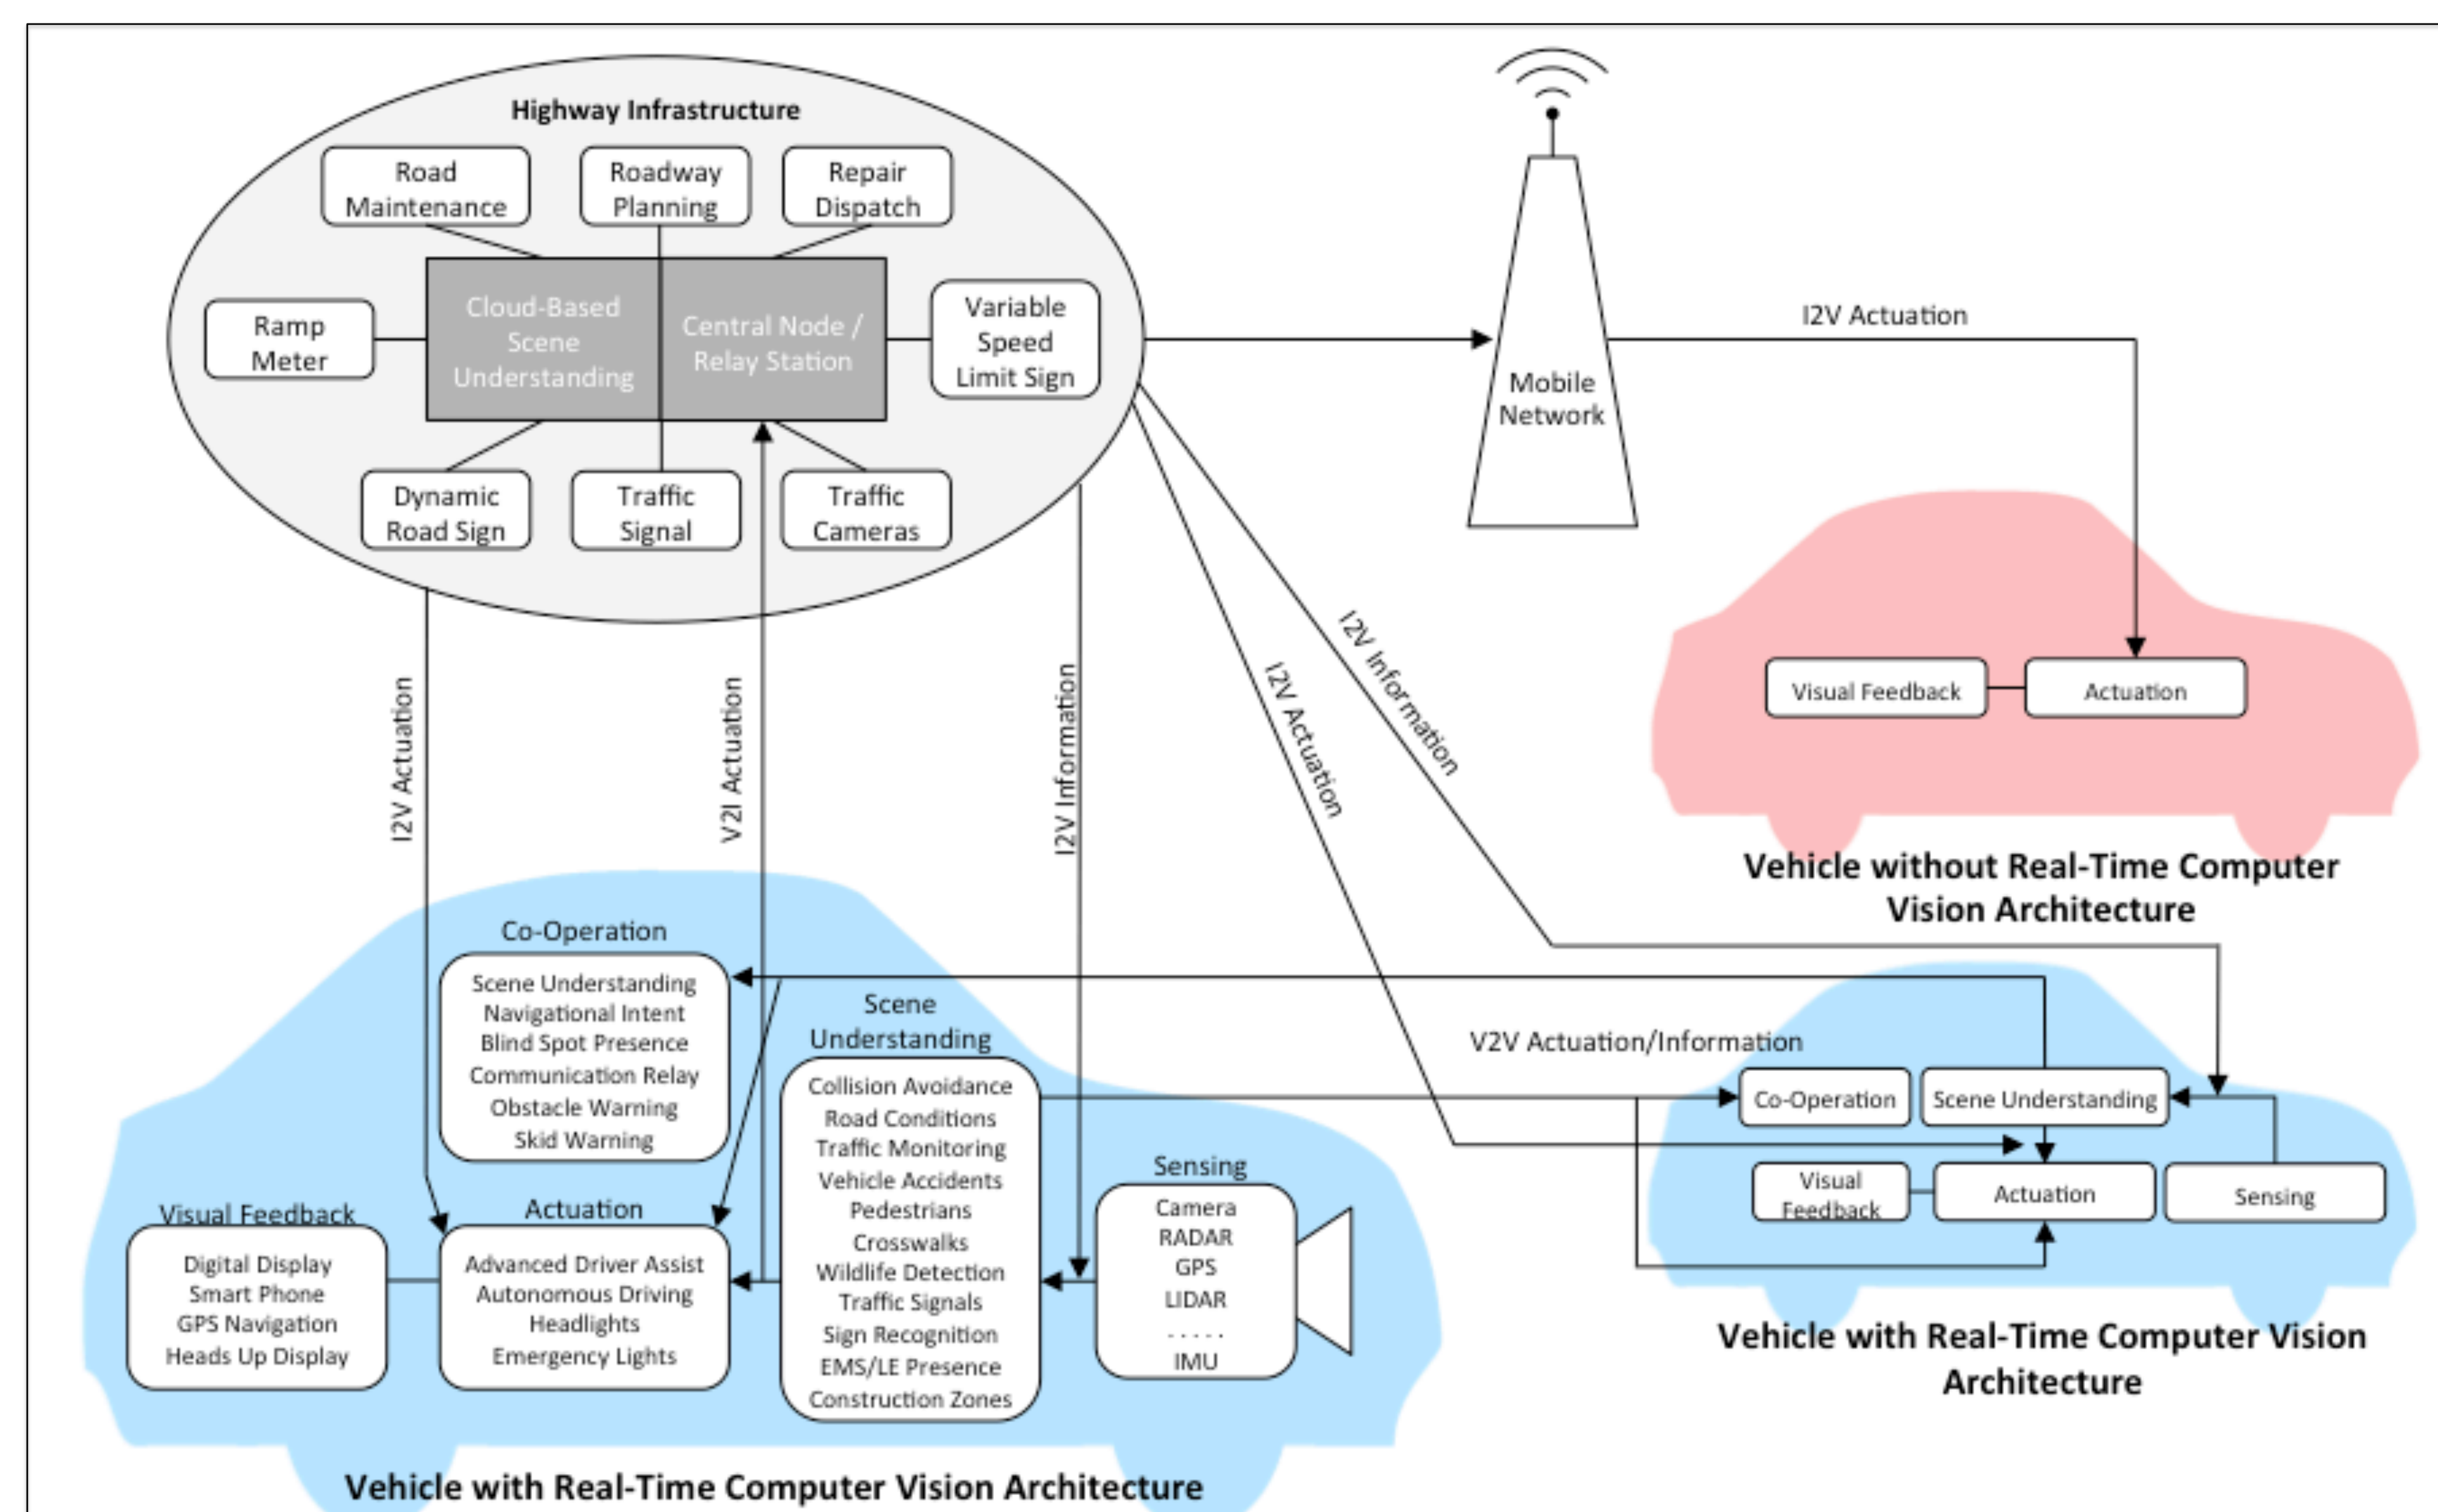 Highway Infrastructure
Road
Maintenance
Roadway
Planning
Repair
Dispatch
Ramp
Meter
Cloud-Based
Scene
Understanding
Central Node /
Relay Station
Variable
Speed
Limit Sign
Dynamic
Road Sign
Traffic
Signal
Traffic
Cameras
Mobile
Network
I2V Actuation
I2V Actuation
V2I Actuation
I2V Information
I2V Actuation
I2V Information
Visual Feedback
Actuation
Vehicle without Real-Time Computer
Vision Architecture
Co-Operation
Scene Understanding
Navigational Intent
Blind Spot Presence
Communication Relay
Obstacle Warning
Skid Warning
Scene
Understanding
Collision Avoidance
Road Conditions
Traffic Monitoring
Vehicle Accidents
Pedestrians
Crosswalks
Wildlife Detection
Traffic Signals
Sign Recognition
EMS/LE Presence
Construction Zones
Sensing
Camera
RADAR
GPS
LIDAR
- - - - -
IMU
Visual Feedback
Digital Display
Smart Phone
GPS Navigation
Heads Up Display
Actuation
Advanced Driver Assist
Autonomous Driving
Headlights
Emergency Lights
Vehicle with Real-Time Computer Vision Architecture
V2V Actuation/Information
Co-Operation
Scene Understanding
Visual
Feedback
Actuation
Sensing
Vehicle with Real-Time Computer Vision
Architecture